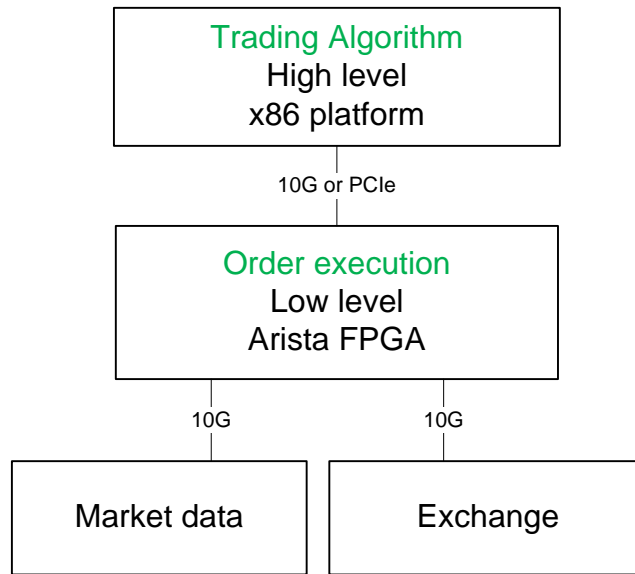 Trading Algorithm
High level
x86 platform
10G or PCIe
Order execution
Low level
Arista FPGA
10G
10G
Market data
Exchange